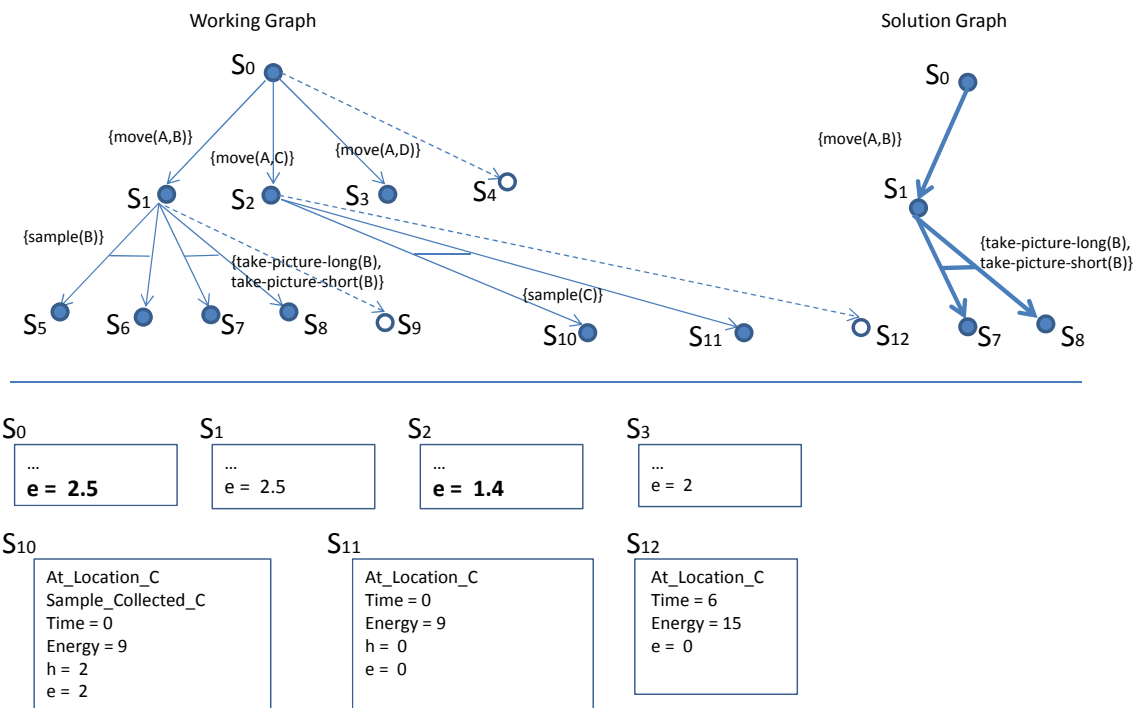 Working Graph
Solution Graph
S0
S0
{move(A,B)}
{move(A,C)}
{move(A,D)}
{move(A,B)}
S1
S2
S3
S4
S1
{sample(B)}
{take-picture-long(B),
take-picture-short(B)}
{take-picture-long(B),
take-picture-short(B)}
{sample(C)}
S5
S6
S7
S8
S9
S10
S11
S12
S7
S8
S0
...
e = 2.5
S1
...
e = 2.5
S2
...
e = 1.4
S3
...
e = 2
S10
At_Location_C
Sample_Collected_C
Time = 0
Energy = 9
h = 2
e = 2
S11
At_Location_C
Time = 0
Energy = 9
h = 0
e = 0
S12
At_Location_C
Time = 6
Energy = 15
e = 0